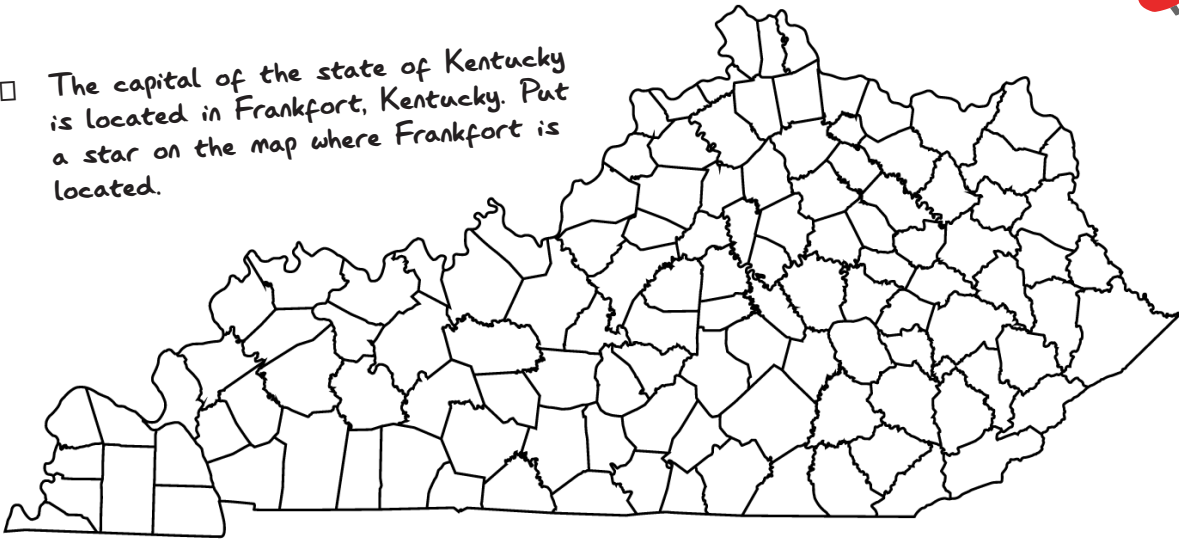 The capital of the state of Kentucky
is located in Frankfort, Kentucky. Put
a star on the map where Frankfort is
located.